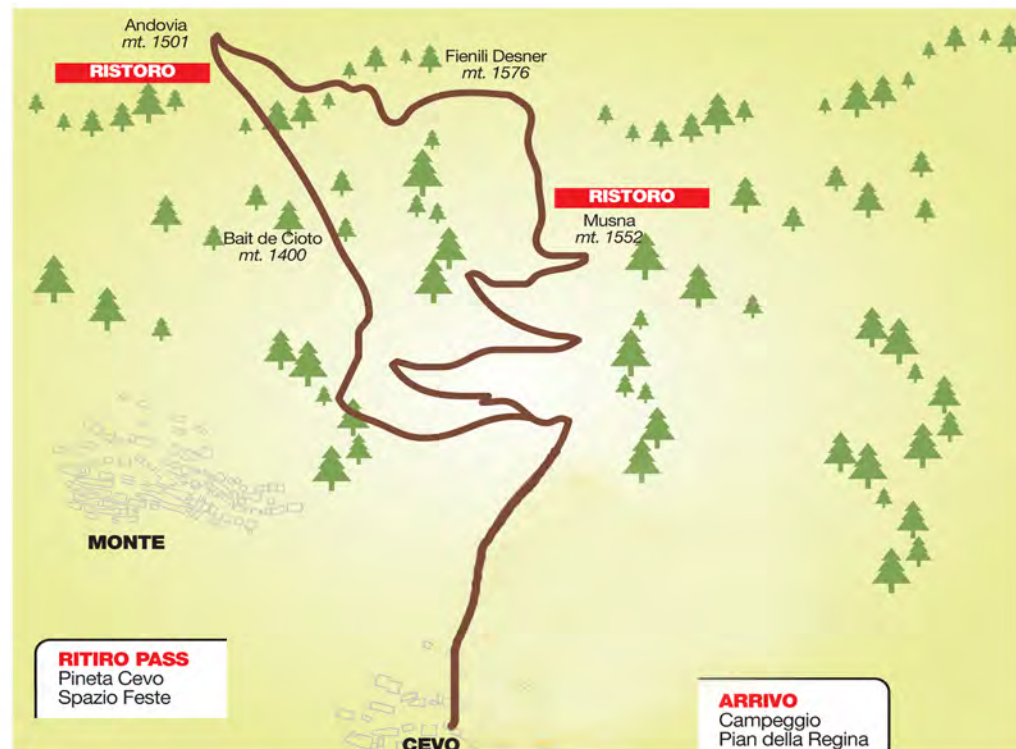 Andovia
mt. 1501
RISTORO
Fienili Desner
mt. 1576
RISTORO
Musna
mt. 1552
Bait de Cioto
mt. 1400
MONTE
RITIRO PASS
Pineta Cevo
Spazio Feste
CEVO
ARRIVO
Campeggio
Pian della Regina